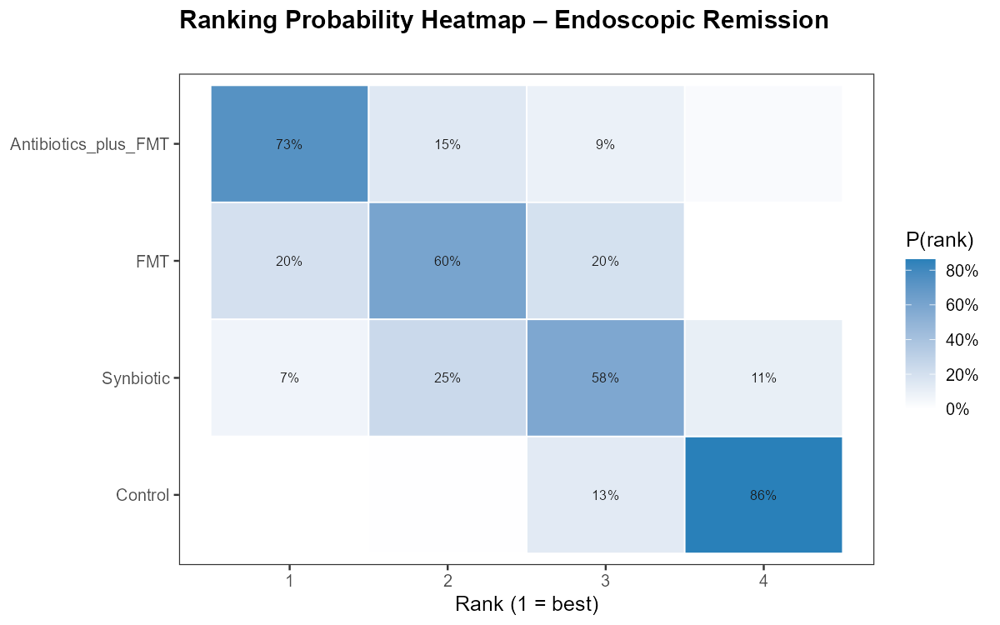 Ranking Probability Heatmap – Endoscopic Remission
Antibiotics_plus_FMT 73% 15% 9%
FMT 20% 60% 20%
Synbiotic 7% 25% 58% 11%
Control 13% 86%
1 2 3 4
Rank (1 = best)
P(rank)
80%
60%
40%
20%
0%